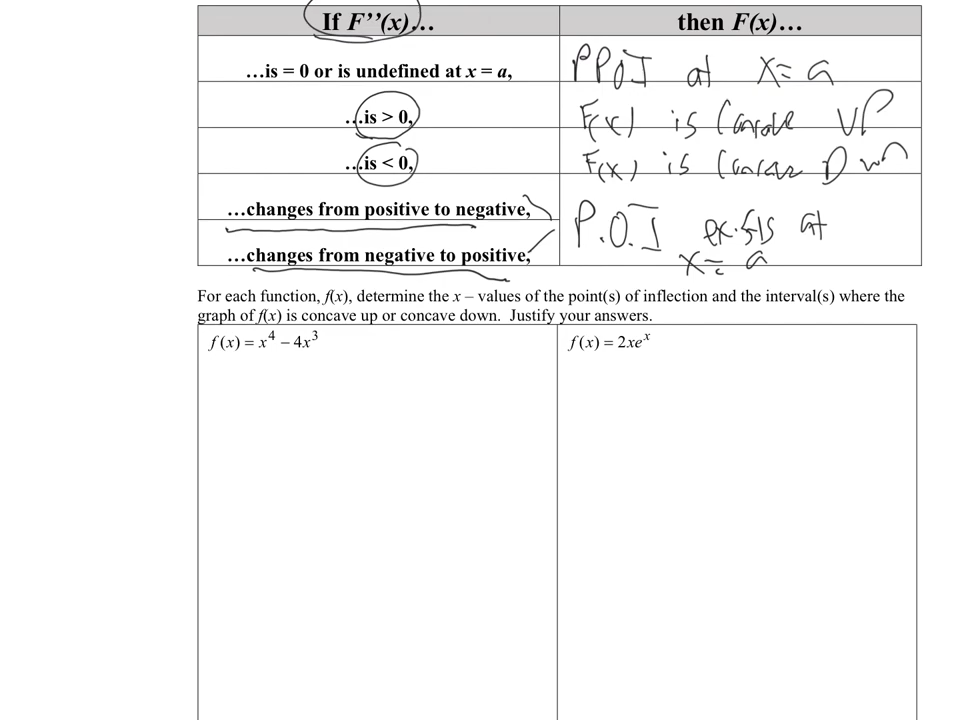 If F’’(x)… then F(x)…
…is = 0 or is undefined at x = a, PPOI at x = a
…is > 0, F(x) is Concave UP
…is < 0, F(x) is Concave Down
…changes from positive to negative, P.O.I exists at
…changes from negative to positive, x = a
For each function, f(x), determine the x – values of the point(s) of inflection and the interval(s) where the
graph of f(x) is concave up or concave down. Justify your answers.
f(x) = x⁴ − 4x³ f(x) = 2xeˣ